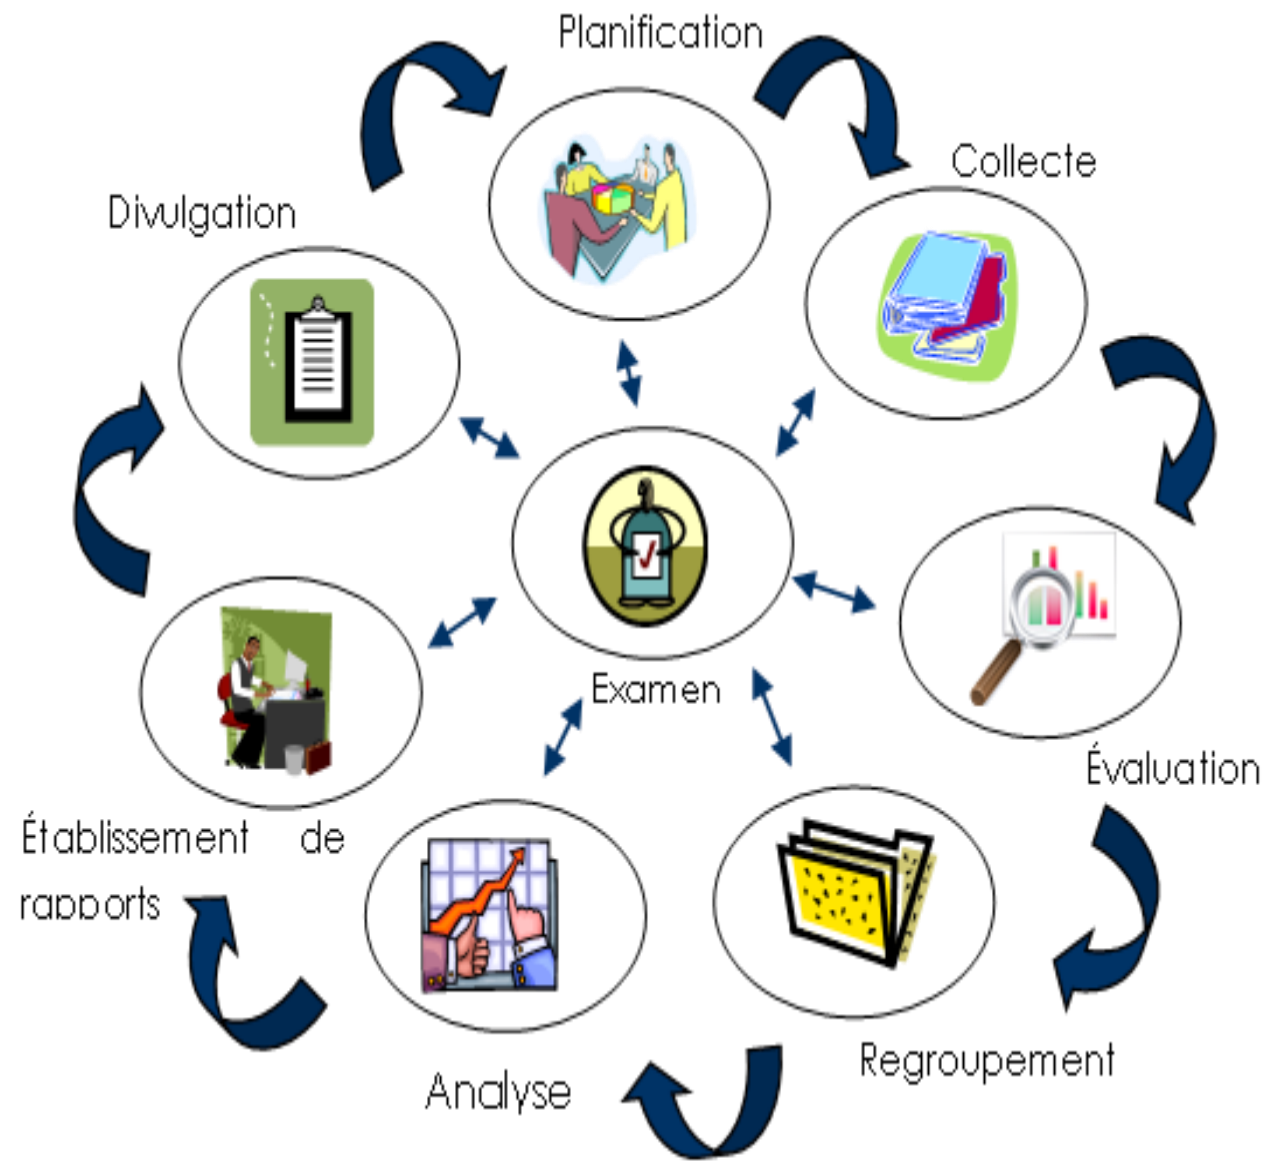 Planification
Collecte
Divulgation
Examen
Évaluation
Établissement de
rapports
Regroupement
Analyse